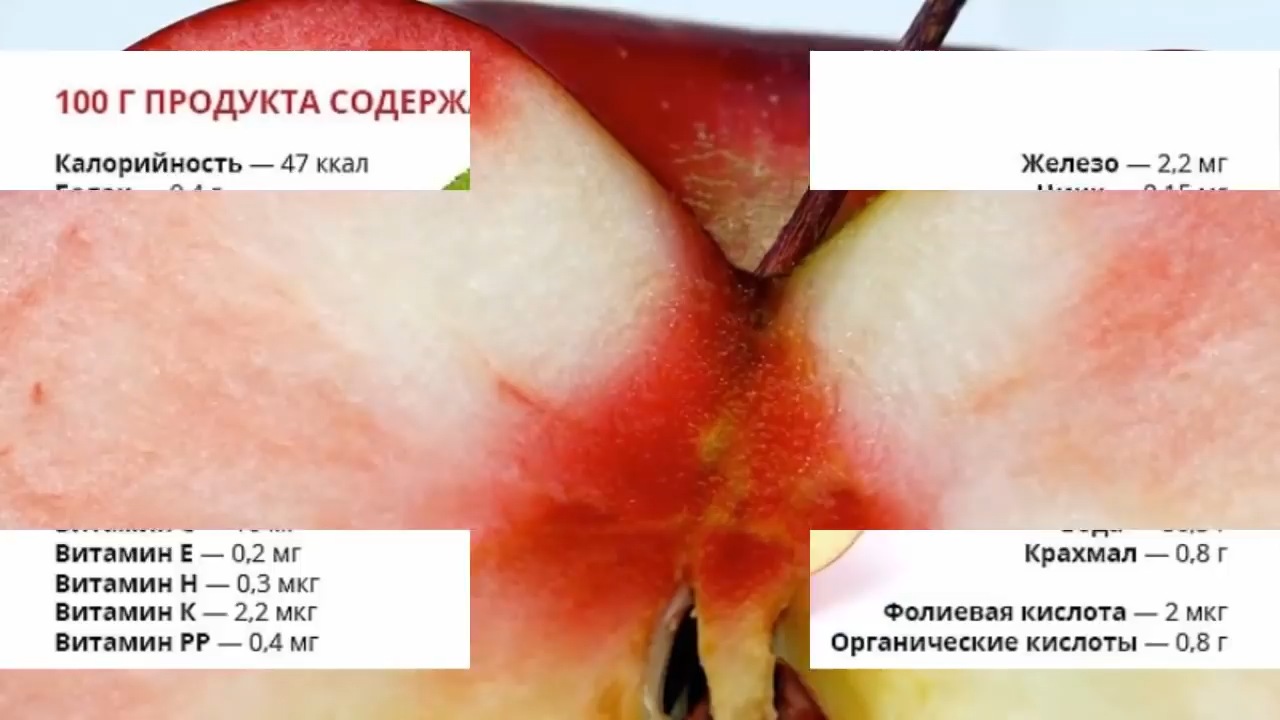 100 Г ПРОДУКТА СОДЕРЖ
Калорийность — 47 ккал
Железо — 2,2 мг
Витамин E — 0,2 мг
Витамин H — 0,3 мкг
Витамин K — 2,2 мкг
Витамин PP — 0,4 мг
Крахмал — 0,8 г
Фолиевая кислота — 2 мкг
Органические кислоты — 0,8 г